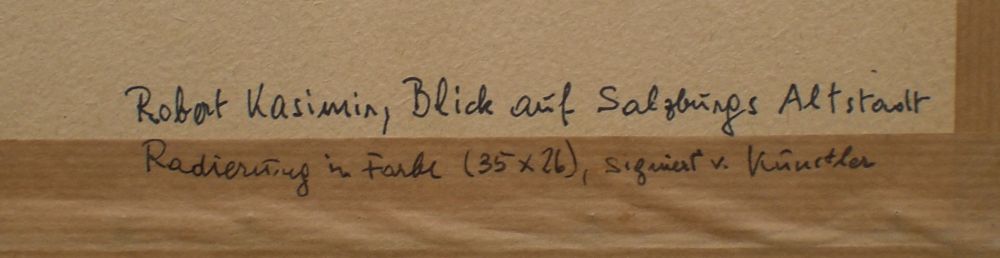 Robert Kasimir, Blick auf Salzburgs Altstadt
Radierung in Farbe (35 x 26), signiert v. Künstler